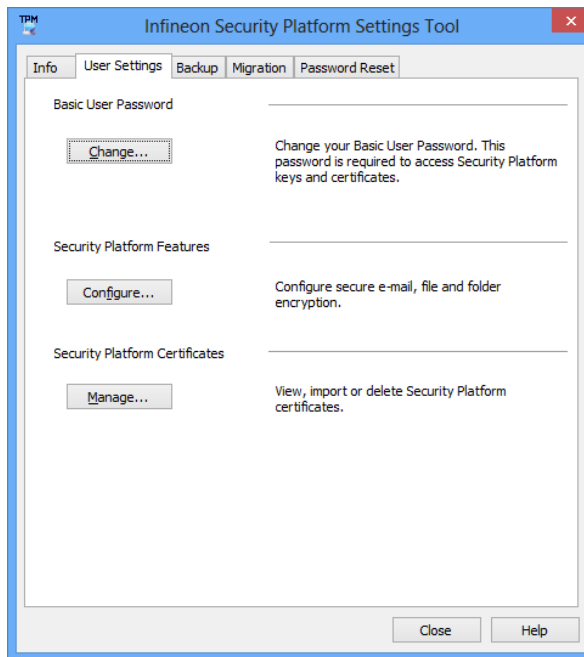 TPM
Infineon Security Platform Settings Tool
Info
User Settings
Backup
Migration
Password Reset
Basic User Password
Change...
Change your Basic User Password. This
password is required to access Security Platform
keys and certificates.
Security Platform Features
Configure...
Configure secure e-mail, file and folder
encryption.
Security Platform Certificates
Manage...
View, import or delete Security Platform
certificates.
Close
Help